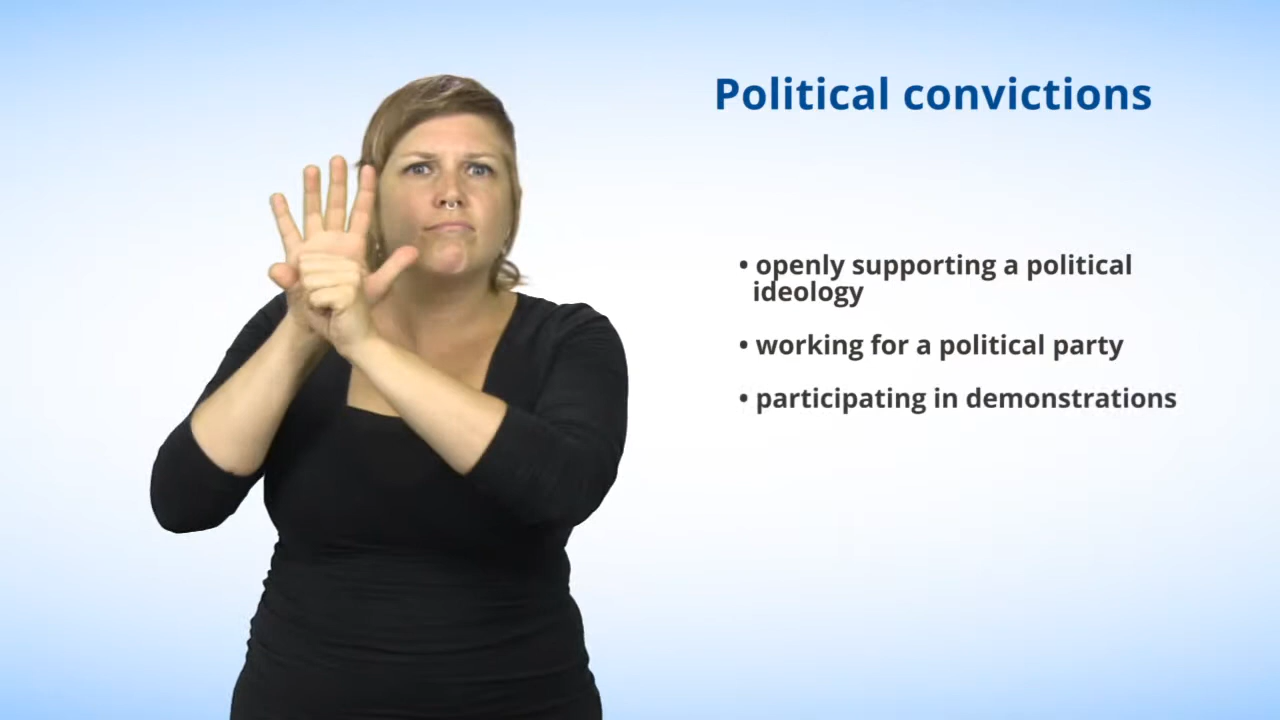 Political convictions
• openly supporting a political
ideology
• working for a political party
• participating in demonstrations